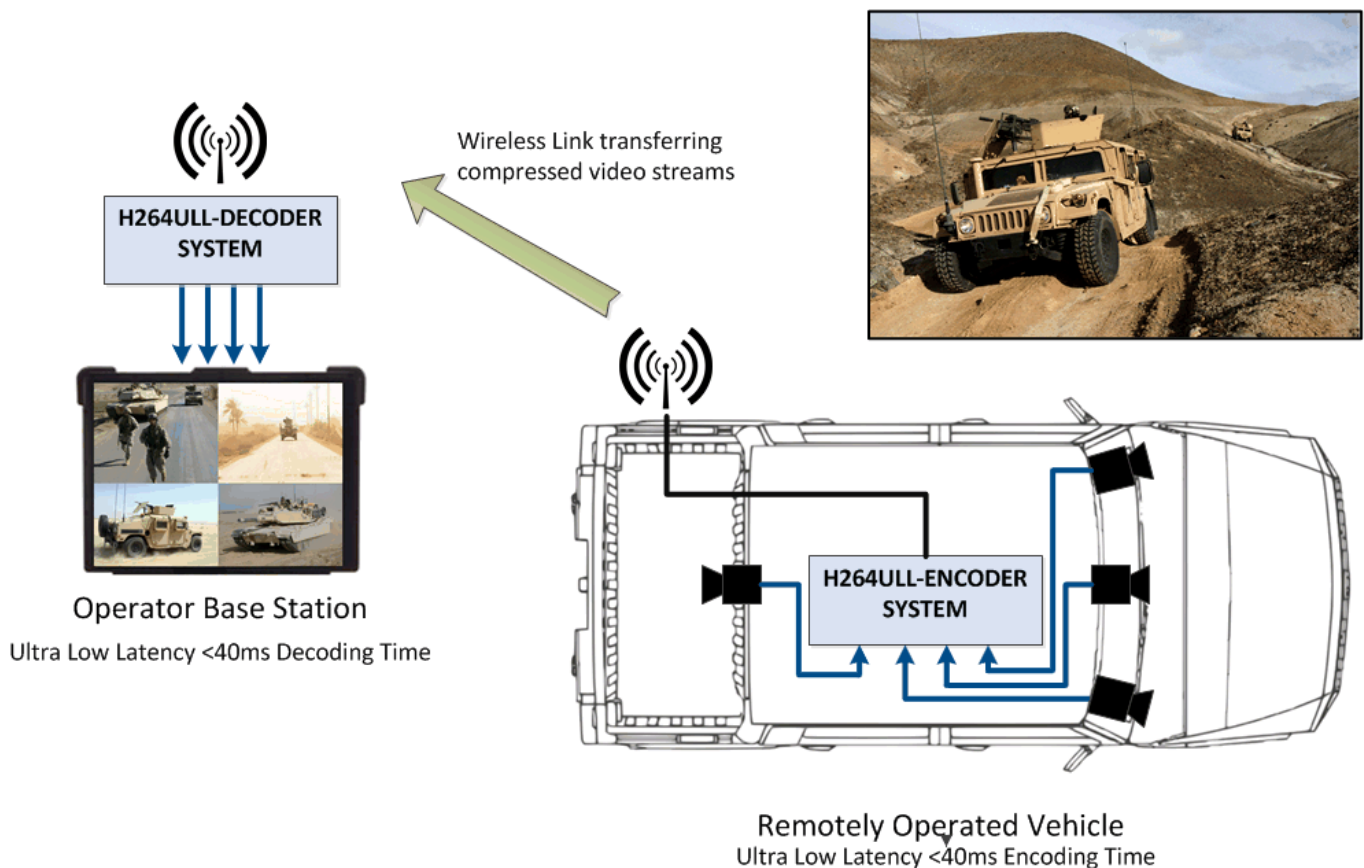 Wireless Link transferring
compressed video streams
H264ULL-DECODER
SYSTEM
Operator Base Station
Ultra Low Latency <40ms Decoding Time
H264ULL-ENCODER
SYSTEM
Remotely Operated Vehicle
Ultra Low Latency <40ms Encoding Time